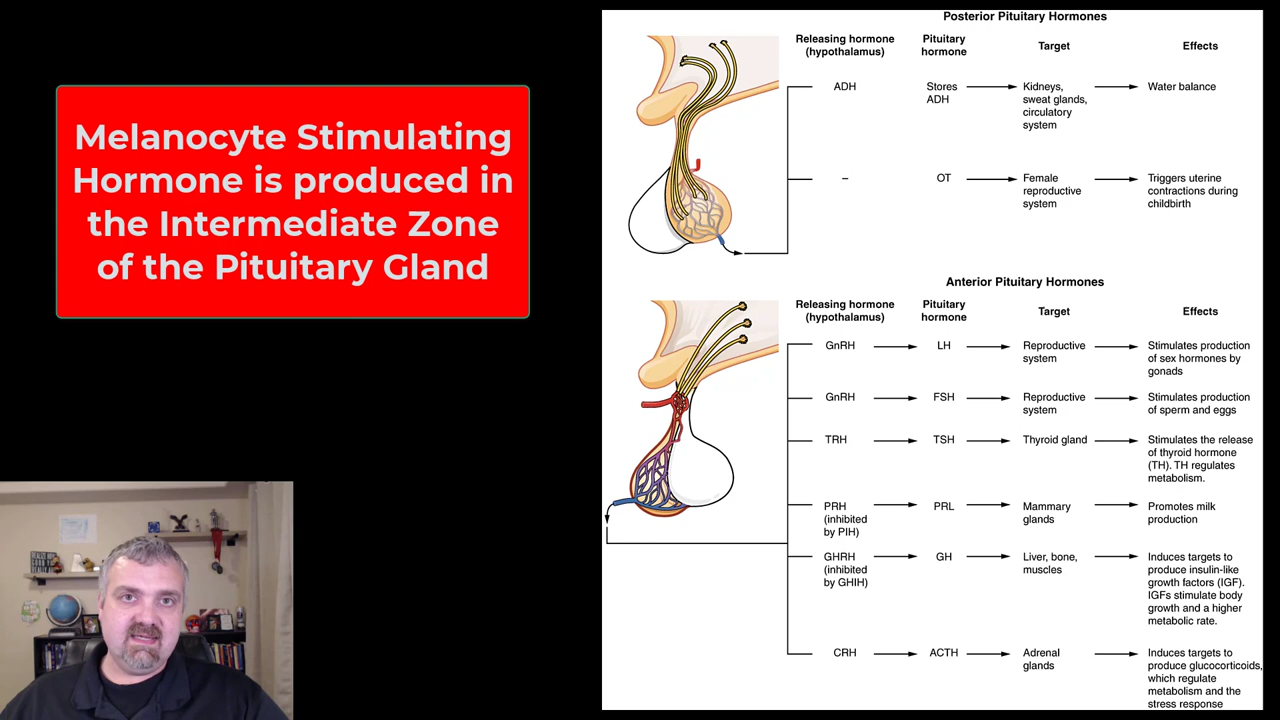 Melanocyte Stimulating
Hormone is produced in
the Intermediate Zone
of the Pituitary Gland
Posterior Pituitary Hormones
Releasing hormone
(hypothalamus)
Pituitary
hormone
Target
Effects
ADH
Stores
ADH
Kidneys,
sweat glands,
circulatory
system
Water balance
–
OT
Female
reproductive
system
Triggers uterine
contractions during
childbirth
Anterior Pituitary Hormones
Releasing hormone
(hypothalamus)
Pituitary
hormone
Target
Effects
GnRH
LH
Reproductive
system
Stimulates production
of sex hormones by
gonads
GnRH
FSH
Reproductive
system
Stimulates production
of sperm and eggs
TRH
TSH
Thyroid gland
Stimulates the release
of thyroid hormone
(TH). TH regulates
metabolism.
PRH
(inhibited
by PIH)
PRL
Mammary
glands
Promotes milk
production
GHRH
(inhibited
by GHIH)
GH
Liver, bone,
muscles
Induces targets to
produce insulin-like
growth factors (IGF).
IGFs stimulate body
growth and a higher
metabolic rate.
CRH
ACTH
Adrenal
glands
Induces targets to
produce glucocorticoids,
which regulate
metabolism and the
stress response